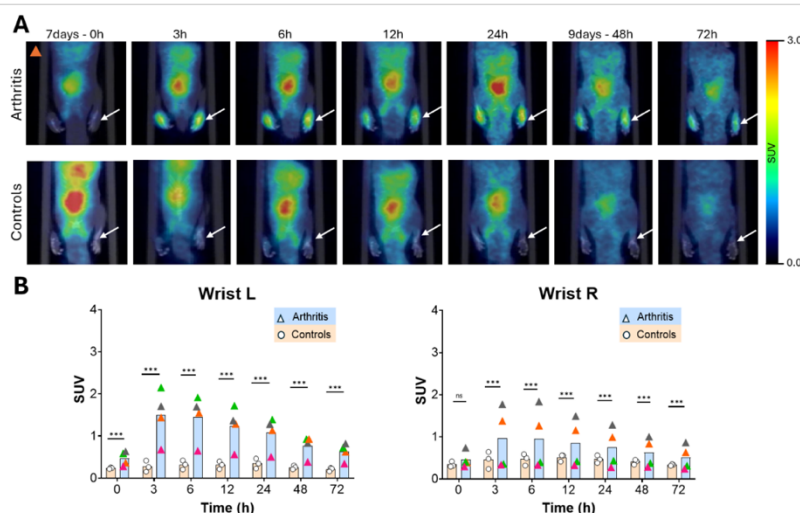 A
7days - 0h 3h 6h 12h 24h 9days - 48h 72h
Arthritis
Controls
3.0
SUV
0.0
B
Wrist L
Arthritis
Controls
SUV
4
3
2
1
0
*** *** *** *** *** *** ***
0 3 6 12 24 48 72
Time (h)
Wrist R
Arthritis
Controls
SUV
4
3
2
1
0
ns *** *** *** *** *** ***
0 3 6 12 24 48 72
Time (h)